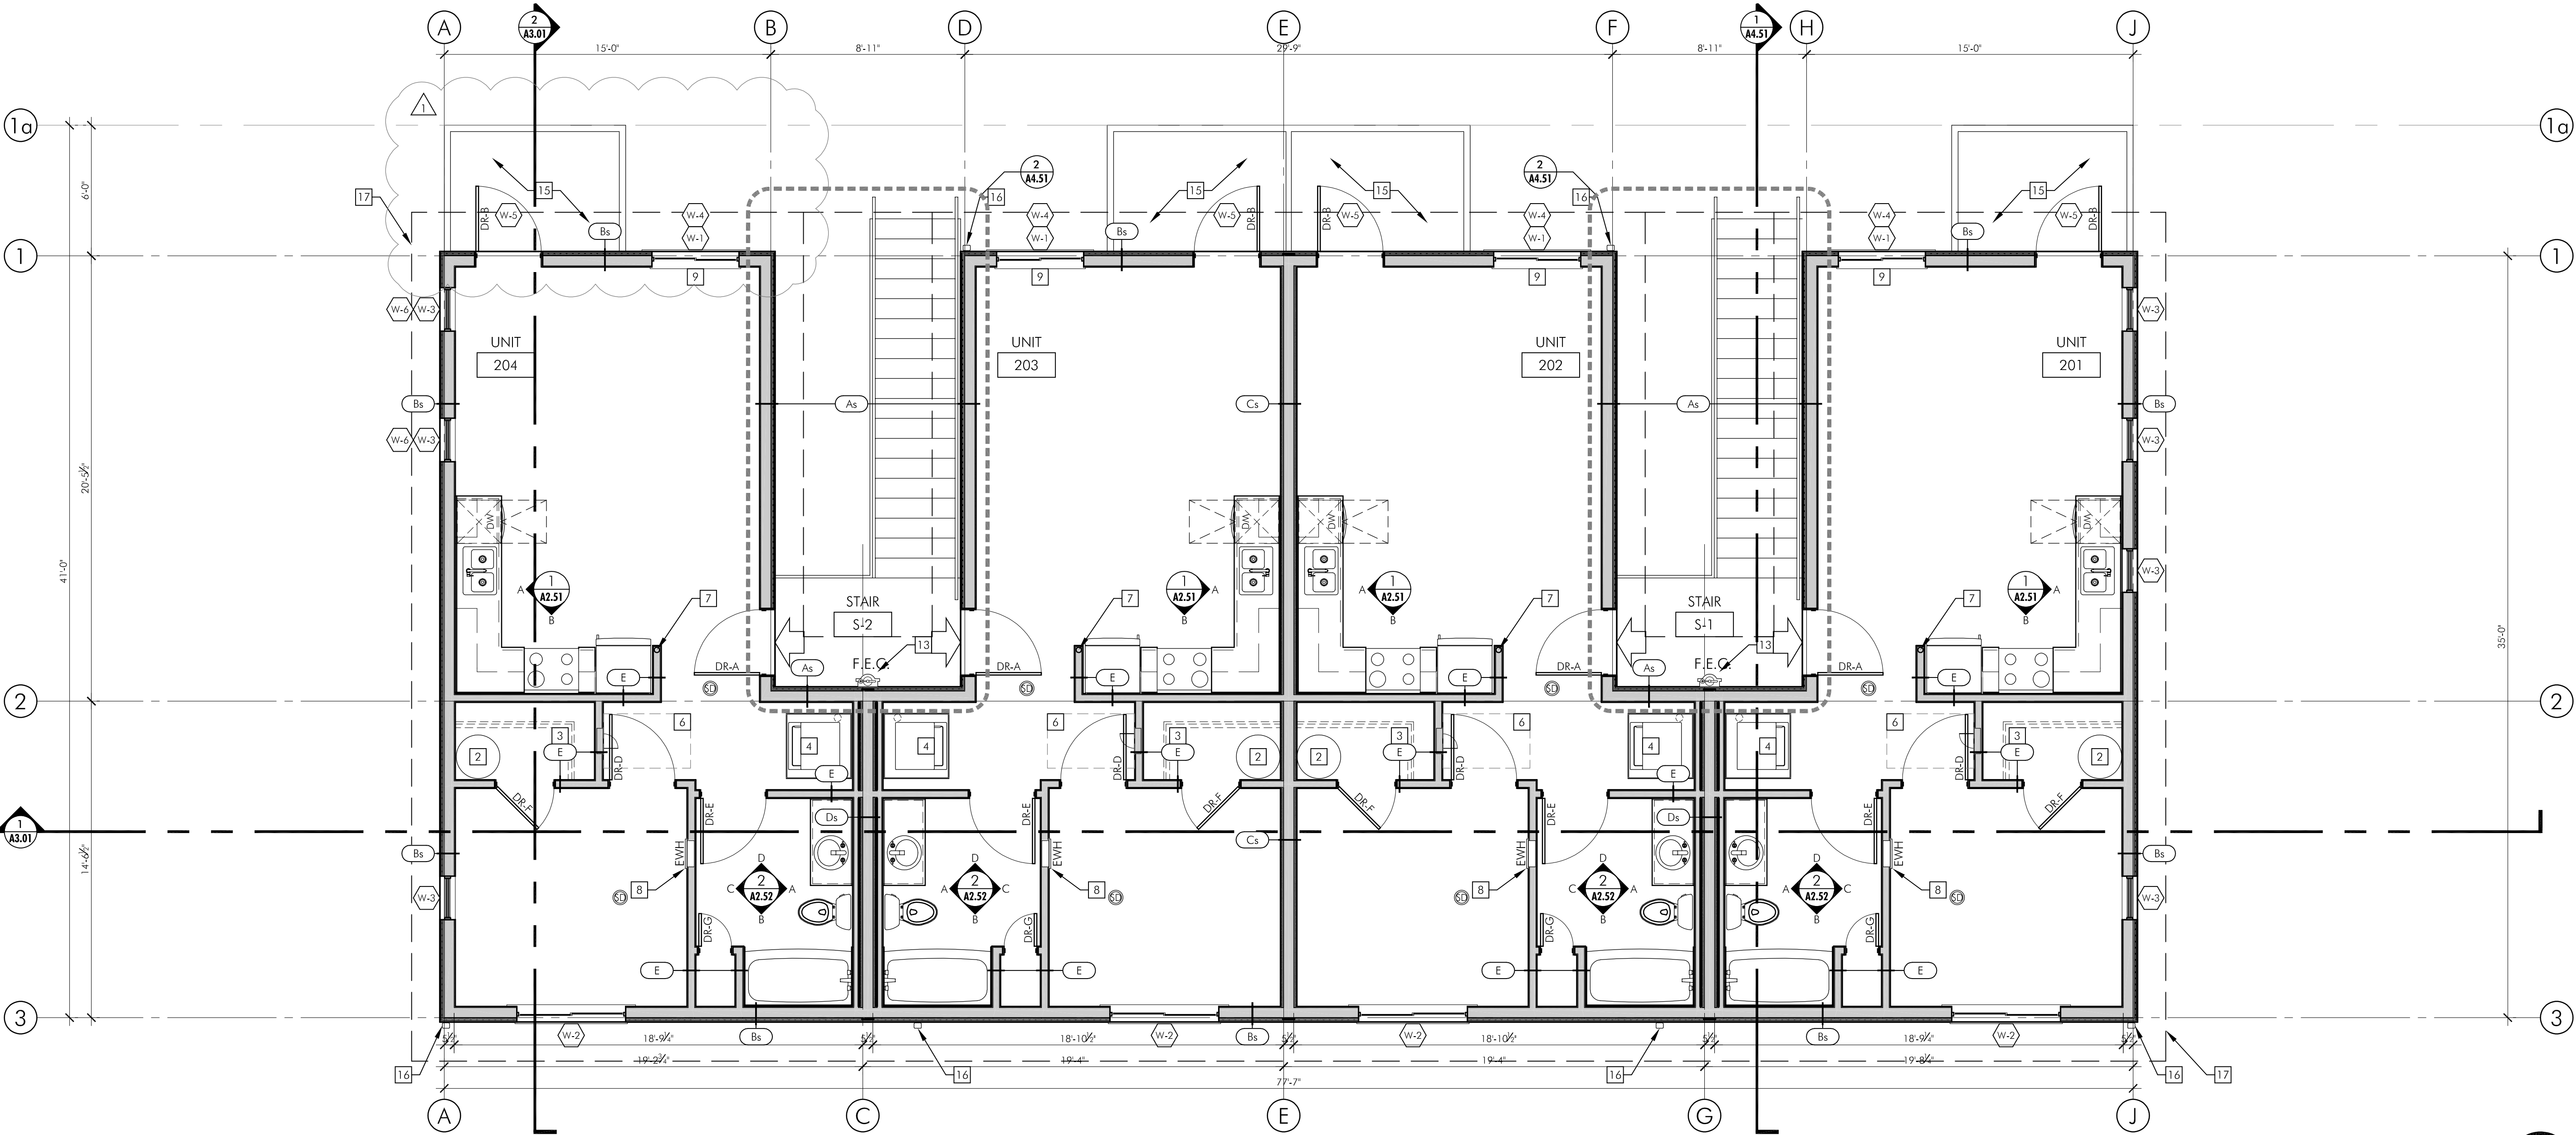 A
2
A3.01
B
D
E
F
1
A4.51
H
J
15'-0"
8'-11"
29'-9"
8'-11"
15'-0"
1
1a
1a
6'-0"
17
15
DR-B
W-5
Bs
W-4
W-1
9
2
A4.51
16
W-4
W-1
9
Bs
15
W-5
DR-B
DR-B
W-5
15
2
A4.51
16
W-4
W-1
9
W-4
W-1
9
Bs
15
W-5
DR-B
1
1
W-6
W-3
W-3
UNIT
204
UNIT
203
UNIT
202
UNIT
201
Bs
As
Cs
As
Bs
W-6
W-3
W-3
20'-5½"
41'-0"
35'-0"
DW
DW
DW
DW
W-3
A
1
A2.51
B
7
STAIR
S-2
13
F.E.C.
As
DR-A
DR-A
SD
SD
E
7
1
A2.51
A
B
E
A
1
A2.51
B
7
E
STAIR
S-1
13
F.E.C.
As
DR-A
DR-A
SD
SD
7
1
A2.51
A
B
E
2
2
2
3
E
DR-D
6
4
4
6
DR-D
3
E
2
2
3
E
DR-D
6
4
4
6
DR-D
3
E
2
DR-F
DR-E
E
Ds
DR-E
DR-F
DR-F
DR-E
E
Ds
DR-E
DR-F
1
A3.01
14'-6½"
Bs
EWH
EWH
Cs
EWH
EWH
Bs
W-3
SD
8
D
C
2
A2.52
A
B
D
A
2
A2.52
C
B
8
SD
SD
8
D
C
2
A2.52
A
B
D
A
2
A2.52
C
B
8
SD
W-3
DR-G
DR-G
DR-G
DR-G
E
E
E
E
3
3
W-2
Bs
W-2
Bs
W-2
Bs
W-2
5½"
18'-9¼"
5½"
18'-10½"
5½"
18'-10½"
5½"
18'-9¼"
5½"
19'-4"
19'-4"
19'-8¼"
16
16
16
16
17
77'-7"
A
C
E
G
J